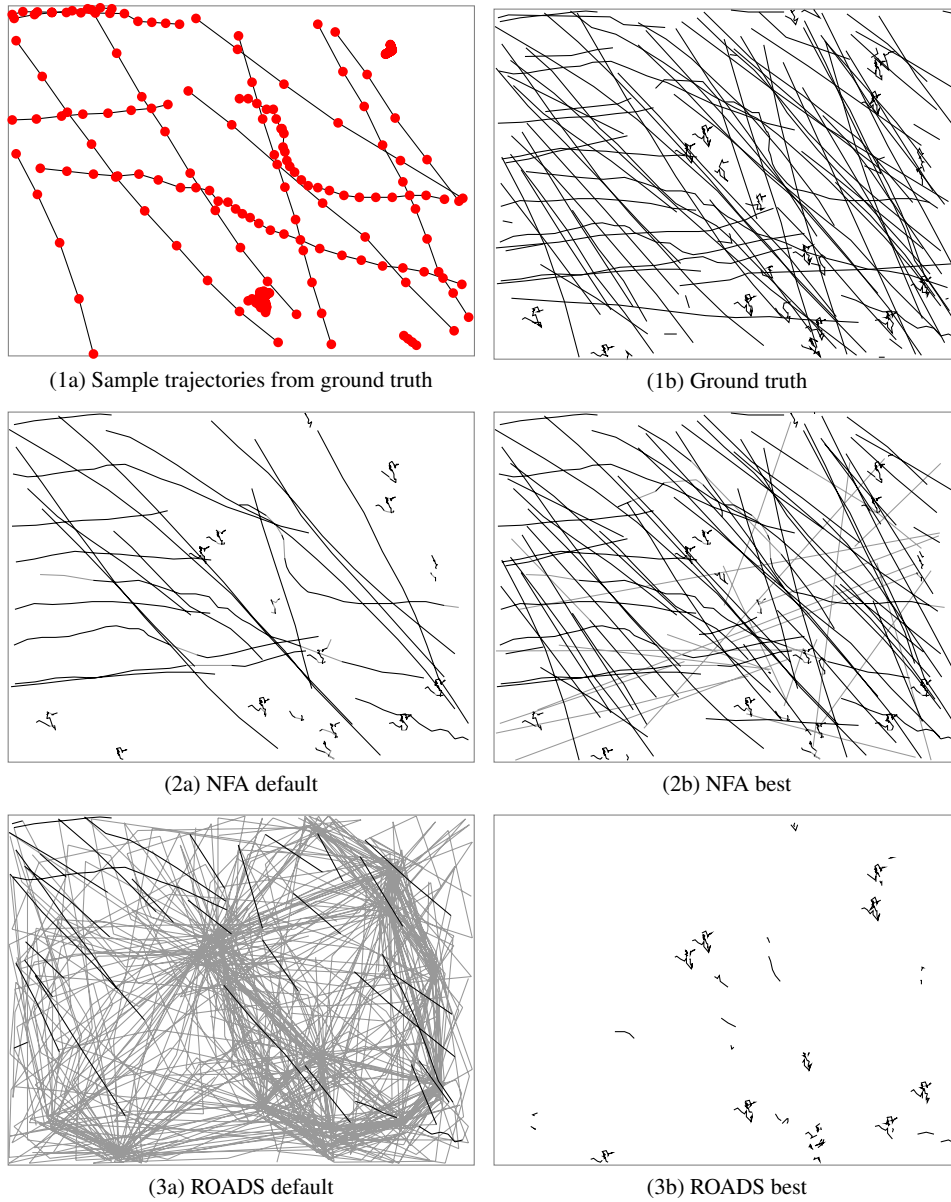 (1a) Sample trajectories from ground truth
(1b) Ground truth
(2a) NFA default
(2b) NFA best
(3a) ROADS default
(3b) ROADS best